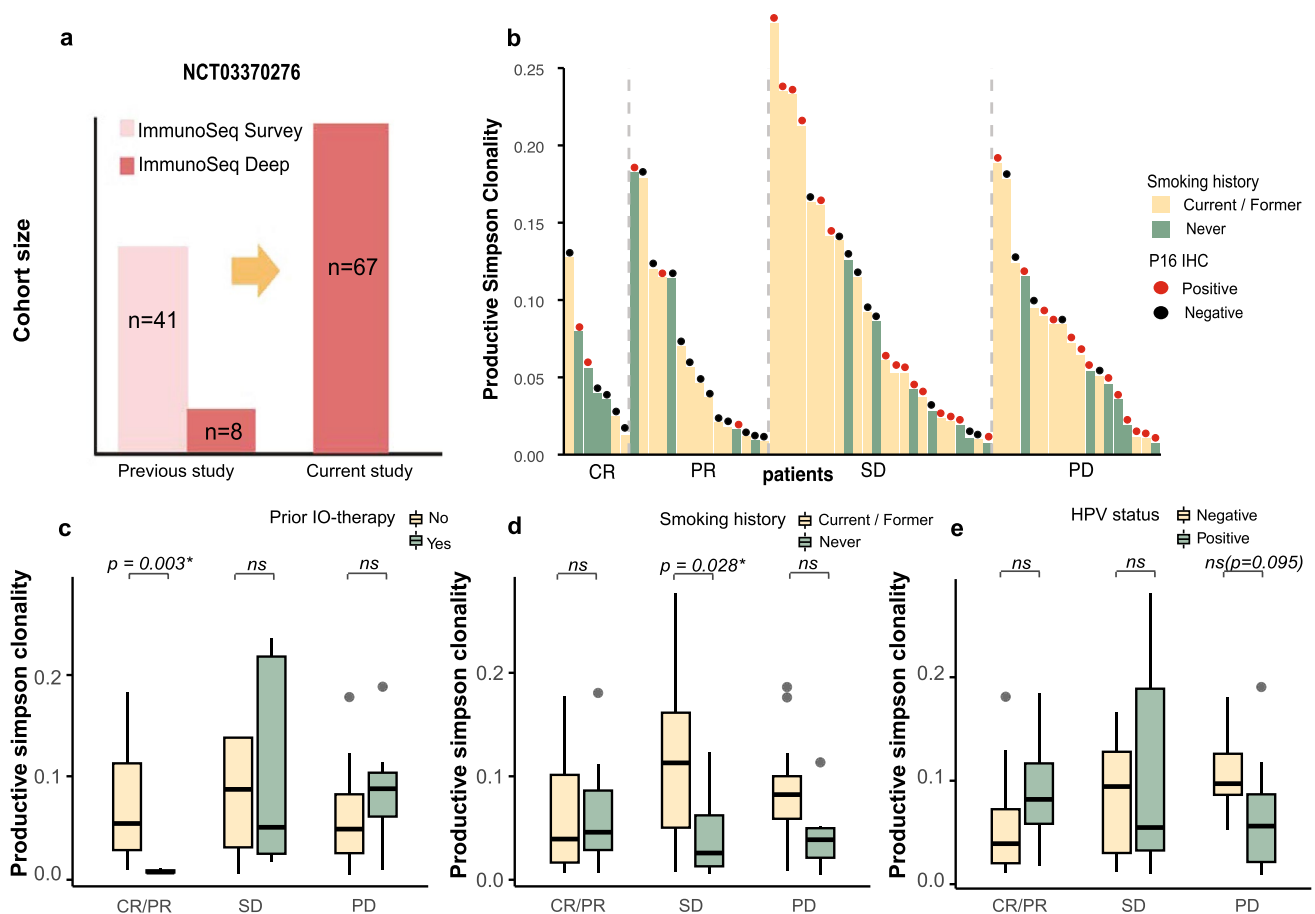 a
NCT03370276
ImmunoSeq Survey
ImmunoSeq Deep
Cohort size
n=41
n=8
n=67
Previous study
Current study
b
Productive Simpson Clonality
0.25
0.20
0.15
0.10
0.05
0.00
CR
PR
patients
SD
PD
Smoking history
Current / Former
Never
P16 IHC
Positive
Negative
c
Prior IO-therapy
No
Yes
p = 0.003*
ns
ns
Productive simpson clonality
0.2
0.1
0.0
CR/PR
SD
PD
d
Smoking history
Current / Former
Never
ns
p = 0.028*
ns
Productive simpson clonality
0.2
0.1
0.0
CR/PR
SD
PD
e
HPV status
Negative
Positive
ns
ns
ns(p=0.095)
Productive simpson clonality
0.2
0.1
0.0
CR/PR
SD
PD